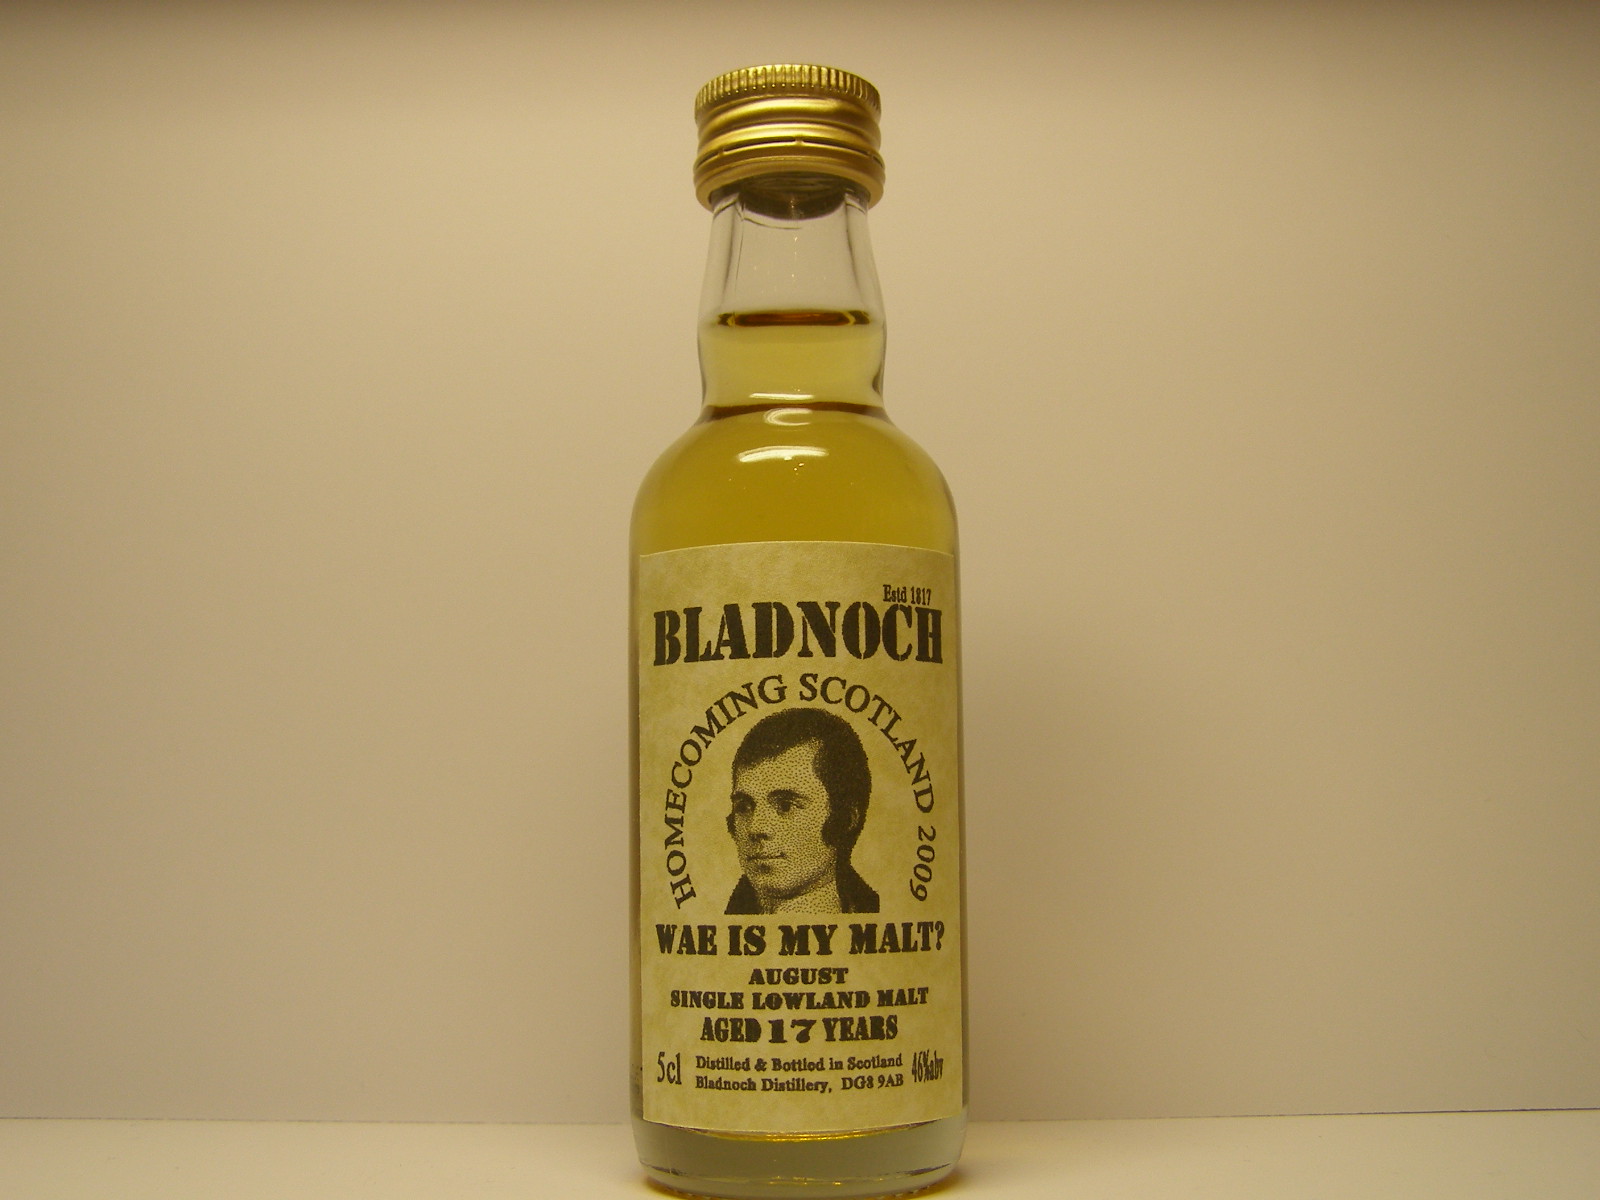 Estd 1817
BLADNOCH
HOMECOMING SCOTLAND 2009
WAE IS MY MALT?
AUGUST
SINGLE LOWLAND MALT
AGED 17 YEARS
5cl Distilled & Bottled in Scotland 46%abv
Bladnoch Distillery, DG8 9AB